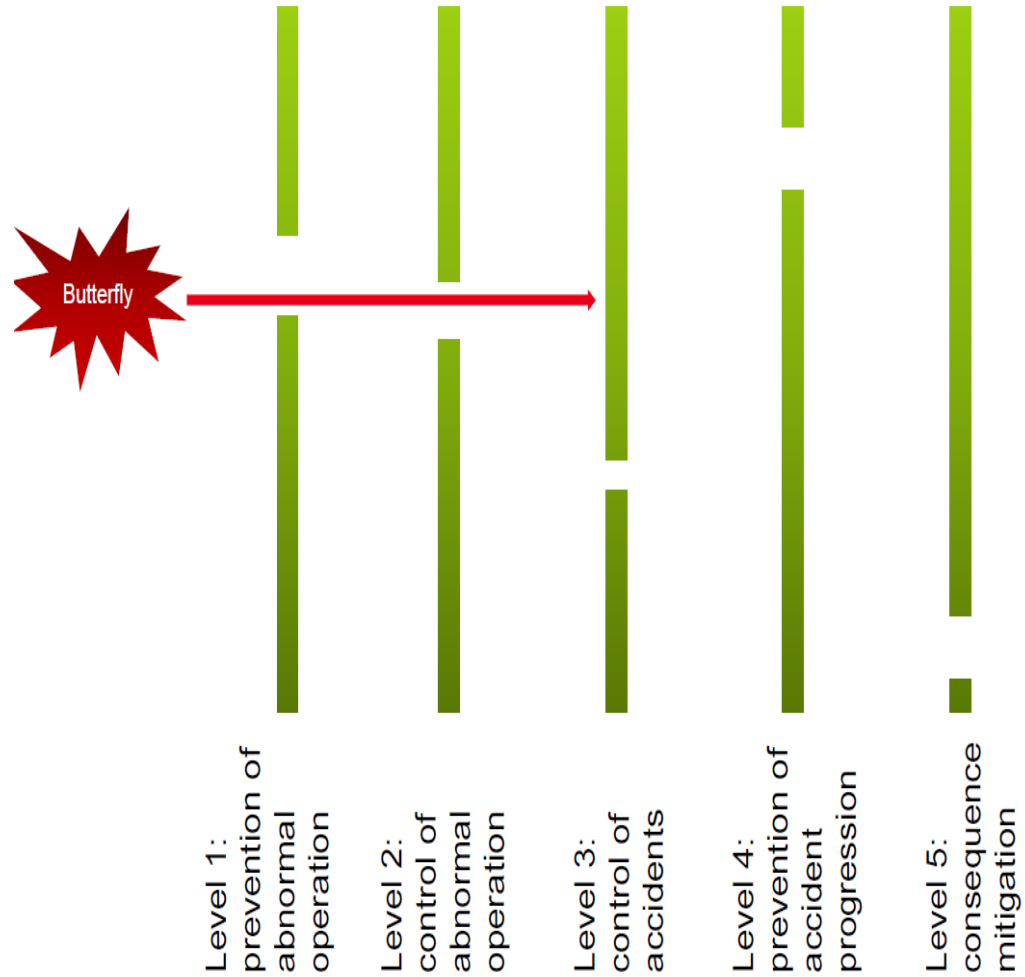 Butterfly
Level 1:
prevention of
abnormal
operation
Level 2:
control of
abnormal
operation
Level 3:
control of
accidents
Level 4:
prevention of
accident
progression
Level 5:
consequence
mitigation